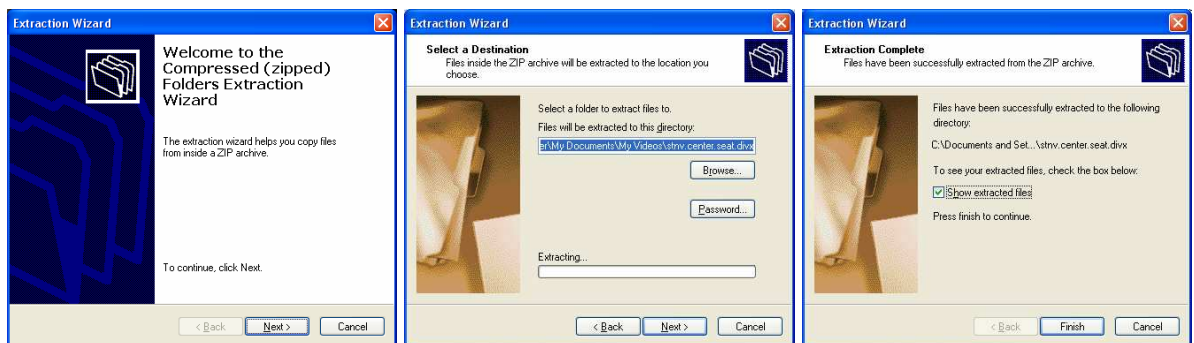 Extraction Wizard
Welcome to the
Compressed (zipped)
Folders Extraction
Wizard
The extraction wizard helps you copy files
from inside a ZIP archive.
To continue, click Next.
< Back
Next >
Cancel
Extraction Wizard
Select a Destination
Files inside the ZIP archive will be extracted to the location you
choose.
Select a folder to extract files to.
Files will be extracted to this directory:
er\My Documents\My Videos\stnv.center.seat.divx
Browse...
Password...
Extracting...
< Back
Next >
Cancel
Extraction Wizard
Extraction Complete
Files have been successfully extracted from the ZIP archive.
Files have been successfully extracted to the following
directory:
C:\Documents and Set...\stnv.center.seat.divx
To see your extracted files, check the box below:
Show extracted files
Press finish to continue.
< Back
Finish
Cancel